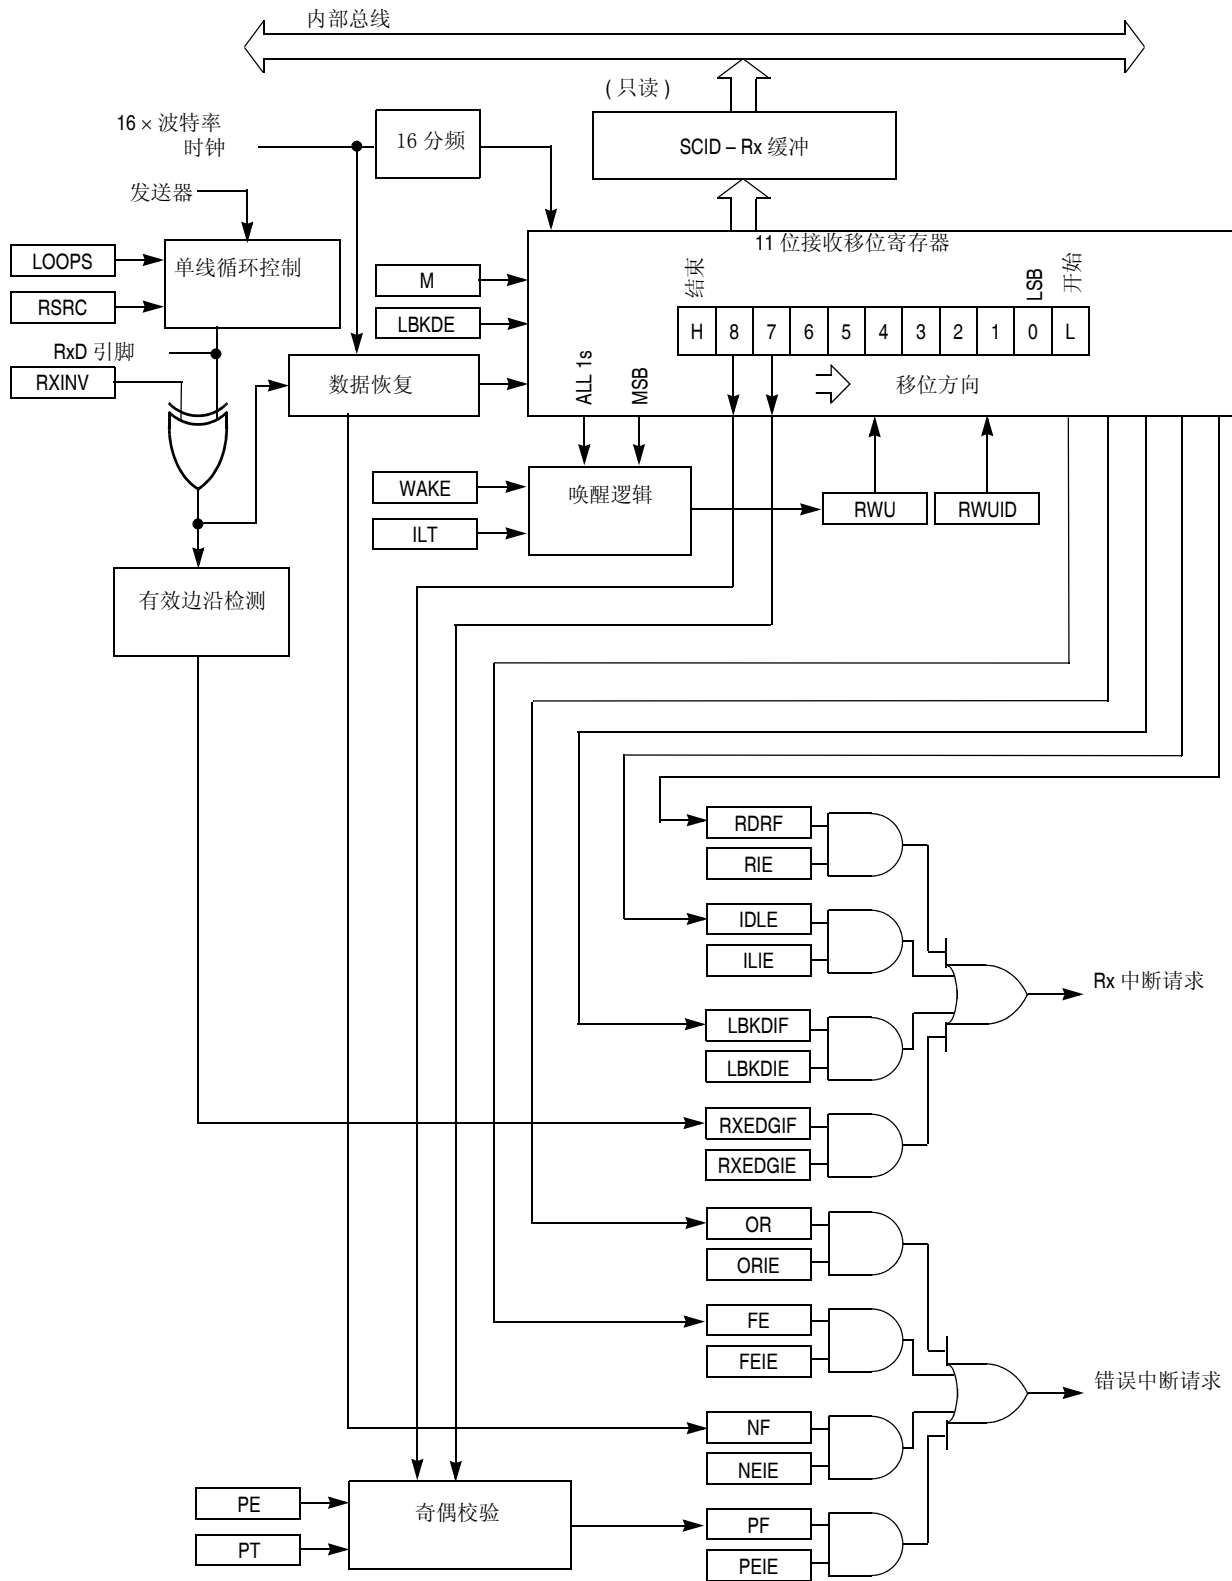 内部总线
( 只读 )
16 × 波特率
时钟
16 分频
SCID – Rx 缓冲
发送器
11 位接收移位寄存器
LOOPS
单线循环控制
RSRC
M
LBKDE
结束
LSB
开始
H 8 7 6 5 4 3 2 1 0 L
RxD 引脚
RXINV
数据恢复
ALL 1s
MSB
移位方向
WAKE
ILT
唤醒逻辑
RWU
RWUID
有效边沿检测
RDRF
RIE
IDLE
ILIE
Rx 中断请求
LBKDIF
LBKDIE
RXEDGIF
RXEDGIE
OR
ORIE
FE
FEIE
错误中断请求
NF
NEIE
PE
PT
奇偶校验
PF
PEIE